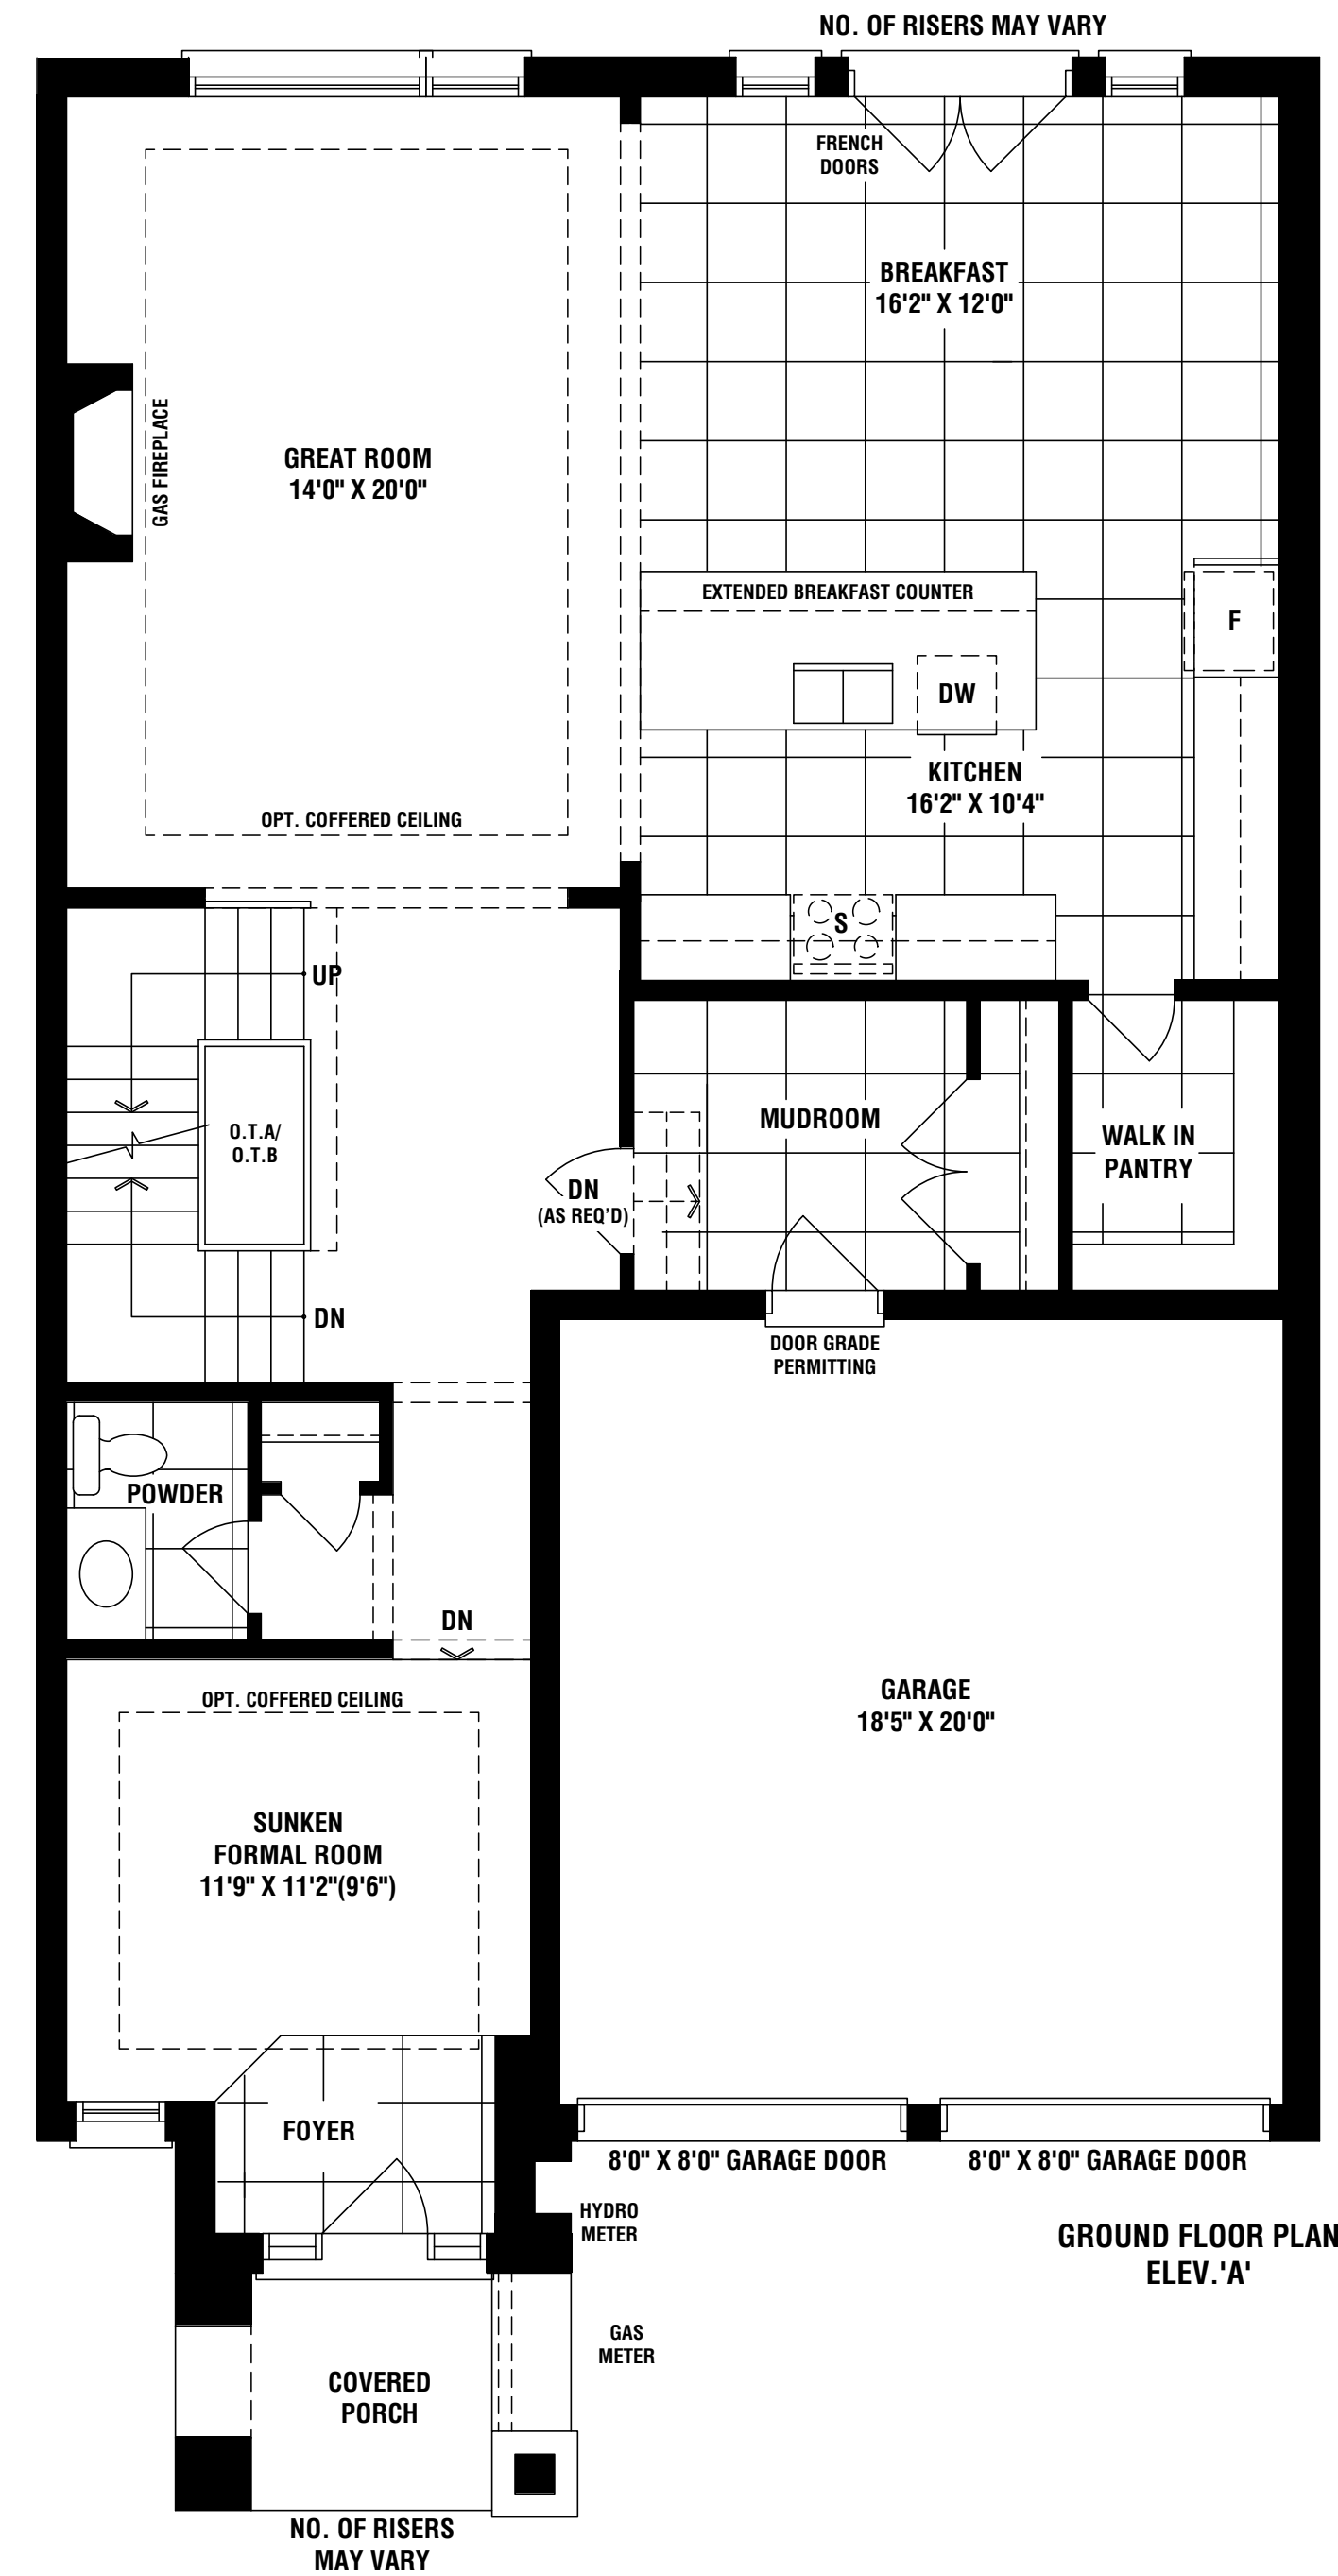 NO. OF RISERS MAY VARY
FRENCH
DOORS
BREAKFAST
16'2" X 12'0"
GREAT ROOM
14'0" X 20'0"
GAS FIREPLACE
EXTENDED BREAKFAST COUNTER
F
DW
KITCHEN
16'2" X 10'4"
OPT. COFFERED CEILING
S
UP
O.T.A/
O.T.B
MUDROOM
WALK IN
PANTRY
DN
(AS REQ'D)
DN
DOOR GRADE
PERMITTING
POWDER
DN
OPT. COFFERED CEILING
GARAGE
18'5" X 20'0"
SUNKEN
FORMAL ROOM
11'9" X 11'2"(9'6")
FOYER
8'0" X 8'0" GARAGE DOOR
8'0" X 8'0" GARAGE DOOR
HYDRO
METER
GROUND FLOOR PLAN
ELEV.'A'
GAS
METER
COVERED
PORCH
NO. OF RISERS
MAY VARY